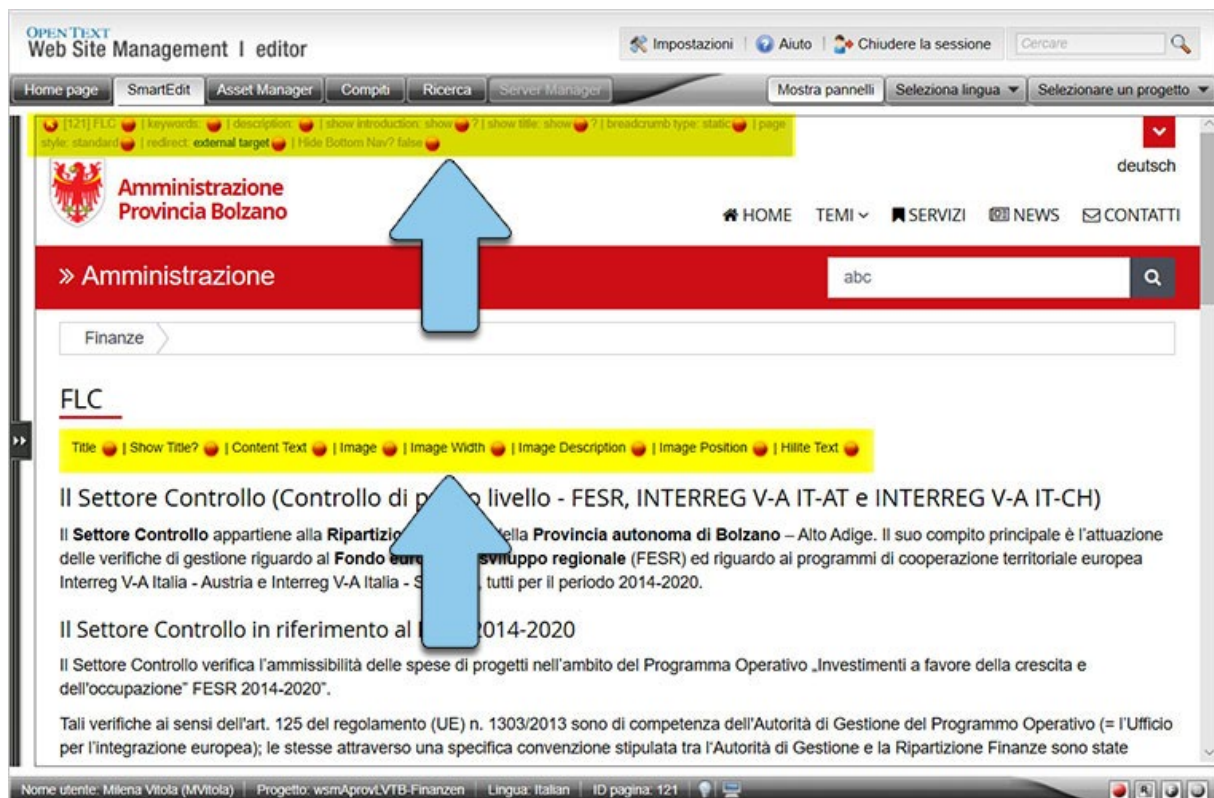 OPEN TEXT
Web Site Management | editor
Impostazioni | Aiuto | Chiudere la sessione Cercare
Home page SmartEdit Asset Manager Compiti Ricerca Server Manager Mostra pannelli Seleziona lingua Selezionare un progetto
[121] FLC | keywords: | description: | show introduction: show ? | show title: show ? | breadcrumb type: static | page
style: standard | redirect: external target | Hide Bottom Nav? false
deutsch
Amministrazione
Provincia Bolzano
HOME TEMI SERVIZI NEWS CONTATTI
» Amministrazione abc
Finanze
FLC
Title | Show Title? | Content Text | Image | Image Width | Image Description | Image Position | Hilite Text
Il Settore Controllo (Controllo di livello - FESR, INTERREG V-A IT-AT e INTERREG V-A IT-CH)
Il Settore Controllo appartiene alla della Provincia autonoma di Bolzano – Alto Adige. Il suo compito principale è l'attuazione
delle verifiche di gestione riguardo al Fondo sviluppo regionale (FESR) ed riguardo ai programmi di cooperazione territoriale europea
Interreg V-A Italia - Austria e Interreg V-A Italia - tutti per il periodo 2014-2020.
Il Settore Controllo in riferimento al 2014-2020
Il Settore Controllo verifica l'ammissibilità delle spese di progetti nell'ambito del Programma Operativo „Investimenti a favore della crescita e
dell'occupazione" FESR 2014-2020".
Tali verifiche ai sensi dell'art. 125 del regolamento (UE) n. 1303/2013 sono di competenza dell'Autorità di Gestione del Programmo Operativo (= l'Ufficio
per l'integrazione europea); le stesse attraverso una specifica convenzione stipulata tra l'Autorità di Gestione e la Ripartizione Finanze sono state
Nome utente: Milena Vitola (MVitola) Progetto: wsmAprovLVTB-Finanzen Lingua: Italian ID pagina: 121 R